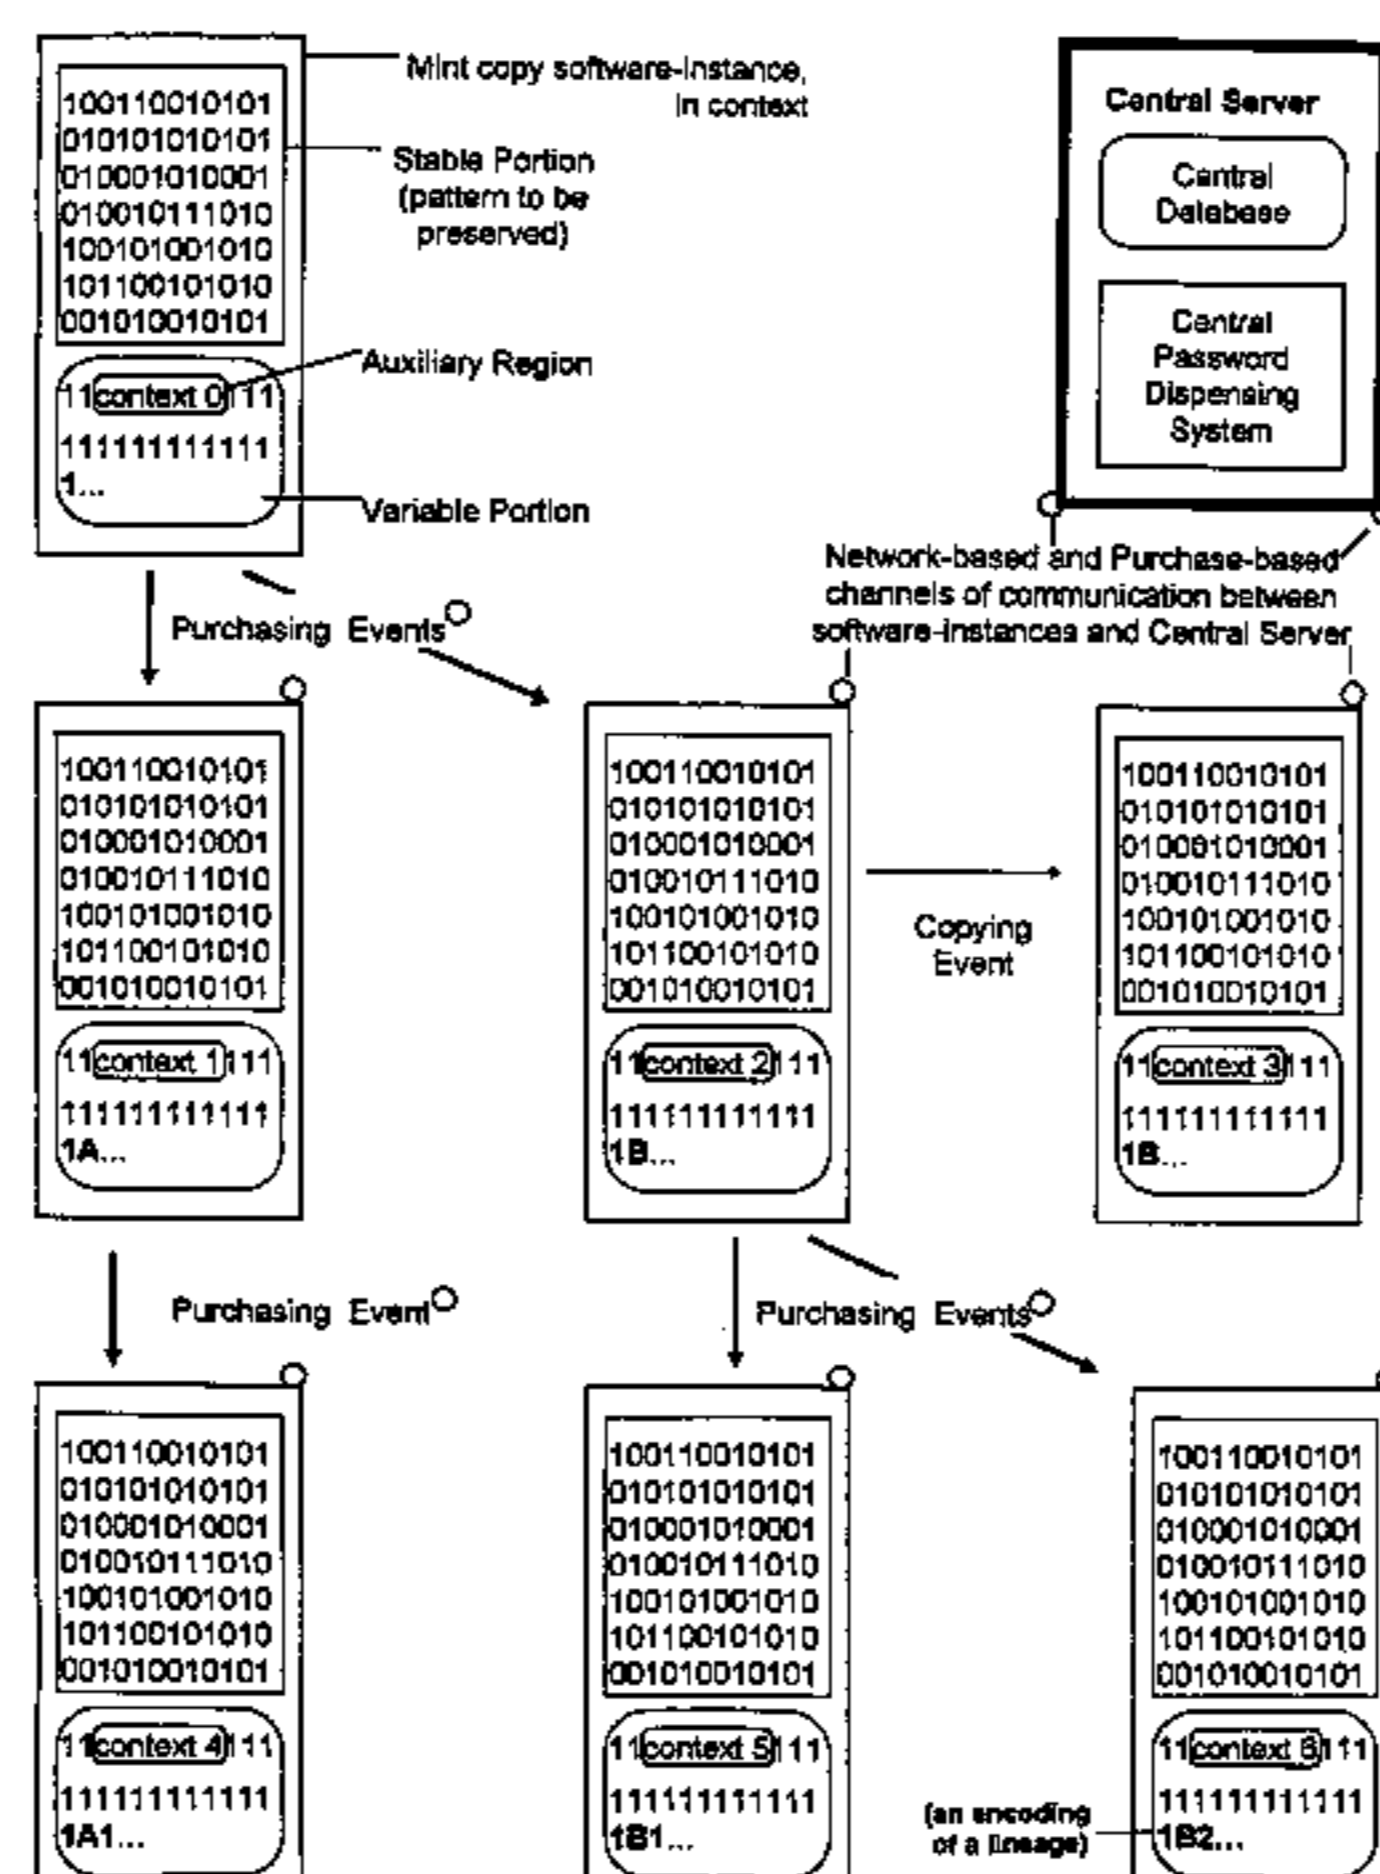 Mint copy software-instance,
in context
100110010101
010101010101
010001010001
010010111010
100101001010
101100101010
001010010101
Stable Portion
(pattern to be
preserved)
Auxiliary Region
11context 0111
111111111111
1...
Variable Portion
Central Server
Central
Database
Central
Password
Dispensing
System
Network-based and Purchase-based
channels of communication between
software-instances and Central Server
Purchasing Events
100110010101
010101010101
010001010001
010010111010
100101001010
101100101010
001010010101
11context 1111
111111111111
1A...
100110010101
010101010101
010001010001
010010111010
100101001010
101100101010
001010010101
11context 2111
111111111111
1B...
Copying
Event
100110010101
010101010101
010001010001
010010111010
100101001010
101100101010
001010010101
11context 3111
111111111111
1B...
Purchasing Event
Purchasing Events
100110010101
010101010101
010001010001
010010111010
100101001010
101100101010
001010010101
11context 4111
111111111111
1A1...
100110010101
010101010101
010001010001
010010111010
100101001010
101100101010
001010010101
11context 5111
111111111111
1B1...
100110010101
010101010101
010001010001
010010111010
100101001010
101100101010
001010010101
11context 6111
111111111111
1B2...
(an encoding
of a lineage)